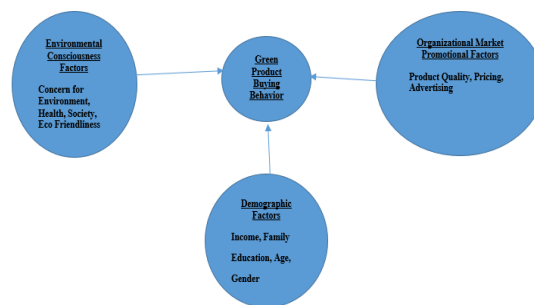 Environmental
Consciousness
Factors
Concern for
Environment,
Health, Society,
Eco Friendliness
Green
Product
Buying
Behavior
Organizational Market
Promotional Factors
Product Quality, Pricing,
Advertising
Demographic
Factors
Income, Family
Education, Age,
Gender